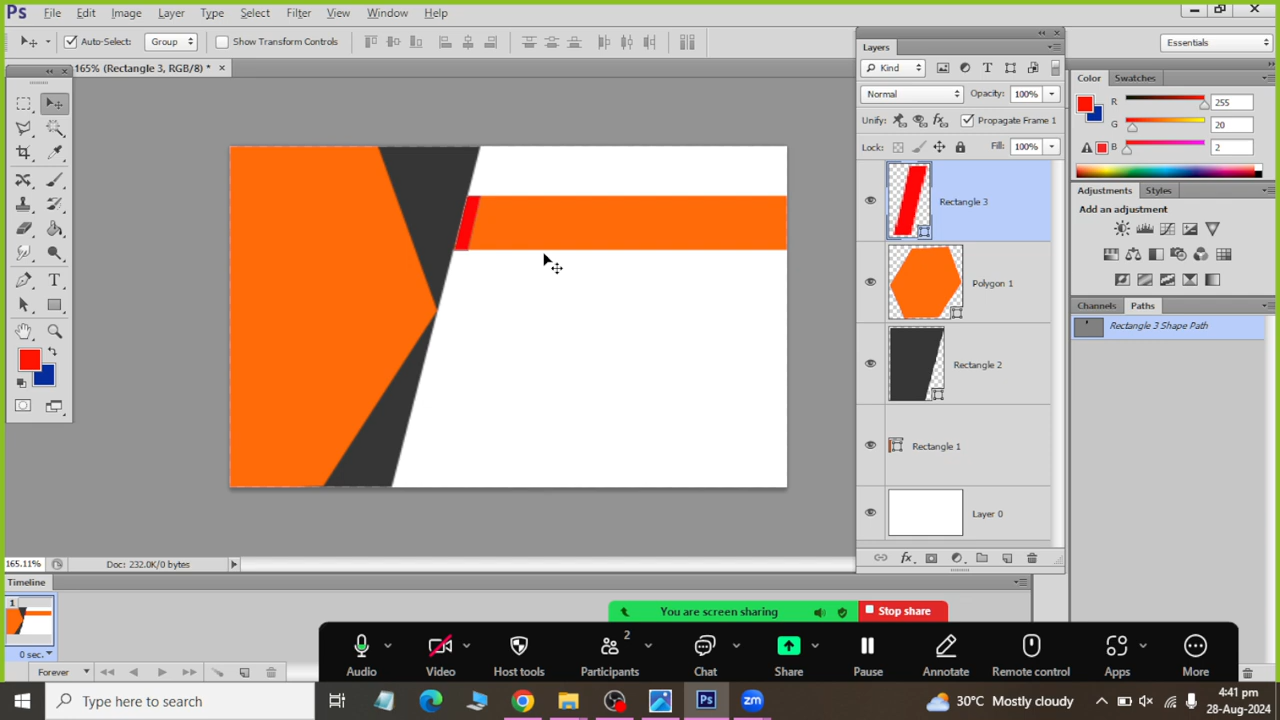 Ps File Edit Image Layer Type Select Filter View Window Help
Auto-Select: Group Show Transform Controls
Essentials
165% (Rectangle 3, RGB/8) * ×
Layers
Kind
Normal Opacity: 100%
Unify: Propagate Frame 1
Lock: Fill: 100%
Rectangle 3
Polygon 1
Rectangle 2
Rectangle 1
Layer 0
Color Swatches
R 255
G 20
B 2
Adjustments Styles
Add an adjustment
Channels Paths
Rectangle 3 Shape Path
165.11% Doc: 232.0K/0 bytes
Timeline
1
0 sec.
Forever
You are screen sharing Stop share
2
Audio Video Host tools Participants Chat Share Pause Annotate Remote control Apps More
Type here to search
Ps
zm
30°C Mostly cloudy
4:41 pm
28-Aug-2024